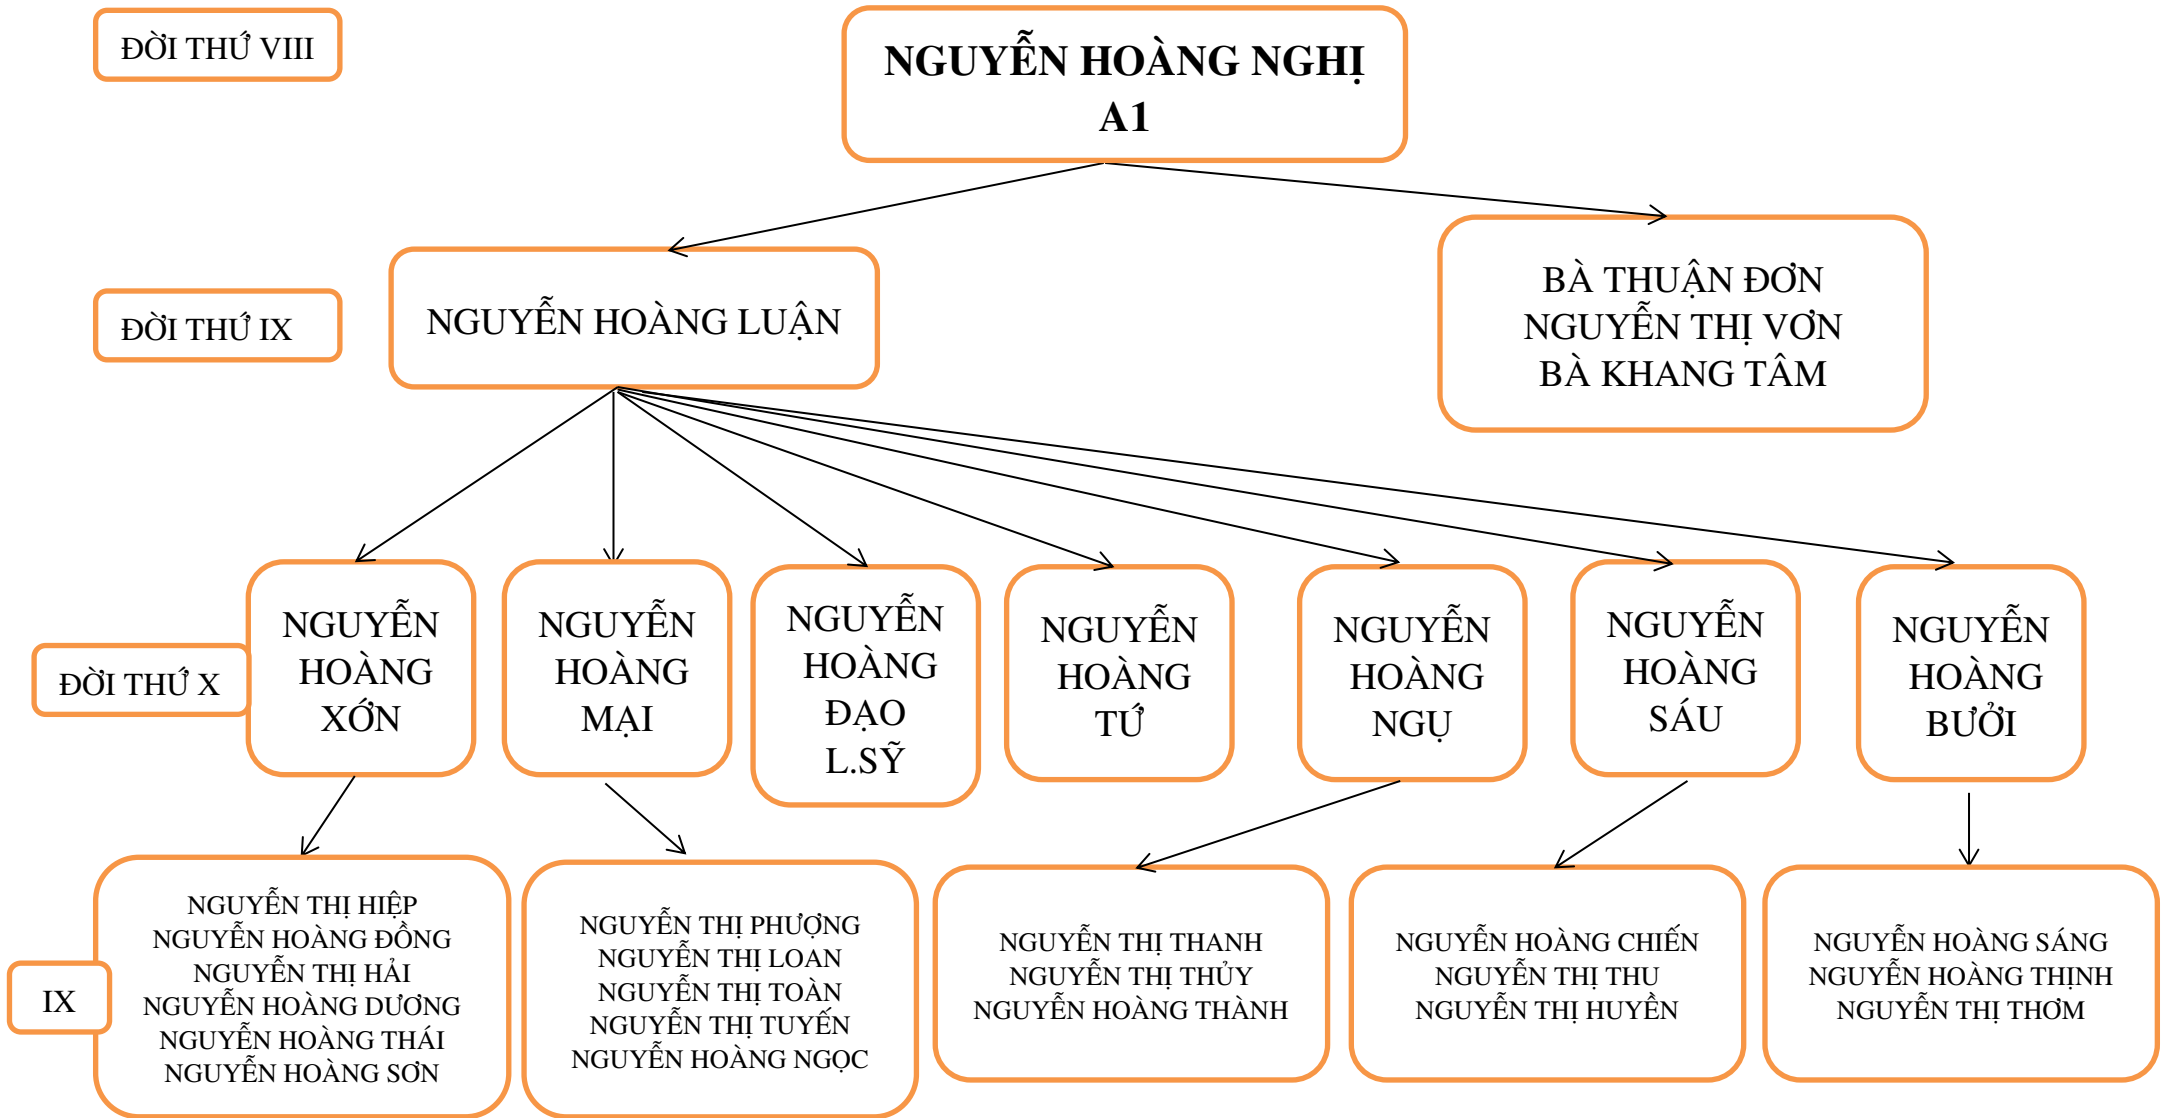 ĐỜI THỨ VIII
NGUYỄN HOÀNG NGHỊ
A1
ĐỜI THỨ IX
NGUYỄN HOÀNG LUẬN
BÀ THUẬN ĐƠN
NGUYỄN THỊ VƠN
BÀ KHANG TÂM
ĐỜI THỨ X
NGUYỄN
HOÀNG
XỚN
NGUYỄN
HOÀNG
MẠI
NGUYỄN
HOÀNG
ĐẠO
L.SỸ
NGUYỄN
HOÀNG
TỨ
NGUYỄN
HOÀNG
NGỤ
NGUYỄN
HOÀNG
SÁU
NGUYỄN
HOÀNG
BƯỞI
IX
NGUYỄN THỊ HIỆP
NGUYỄN HOÀNG ĐỒNG
NGUYỄN THỊ HẢI
NGUYỄN HOÀNG DƯƠNG
NGUYỄN HOÀNG THÁI
NGUYỄN HOÀNG SƠN
NGUYỄN THỊ PHƯỢNG
NGUYỄN THỊ LOAN
NGUYỄN THỊ TOÀN
NGUYỄN THỊ TUYẾN
NGUYỄN HOÀNG NGỌC
NGUYỄN THỊ THANH
NGUYỄN THỊ THỦY
NGUYỄN HOÀNG THÀNH
NGUYỄN HOÀNG CHIẾN
NGUYỄN THỊ THU
NGUYỄN THỊ HUYỀN
NGUYỄN HOÀNG SÁNG
NGUYỄN HOÀNG THỊNH
NGUYỄN THỊ THƠM